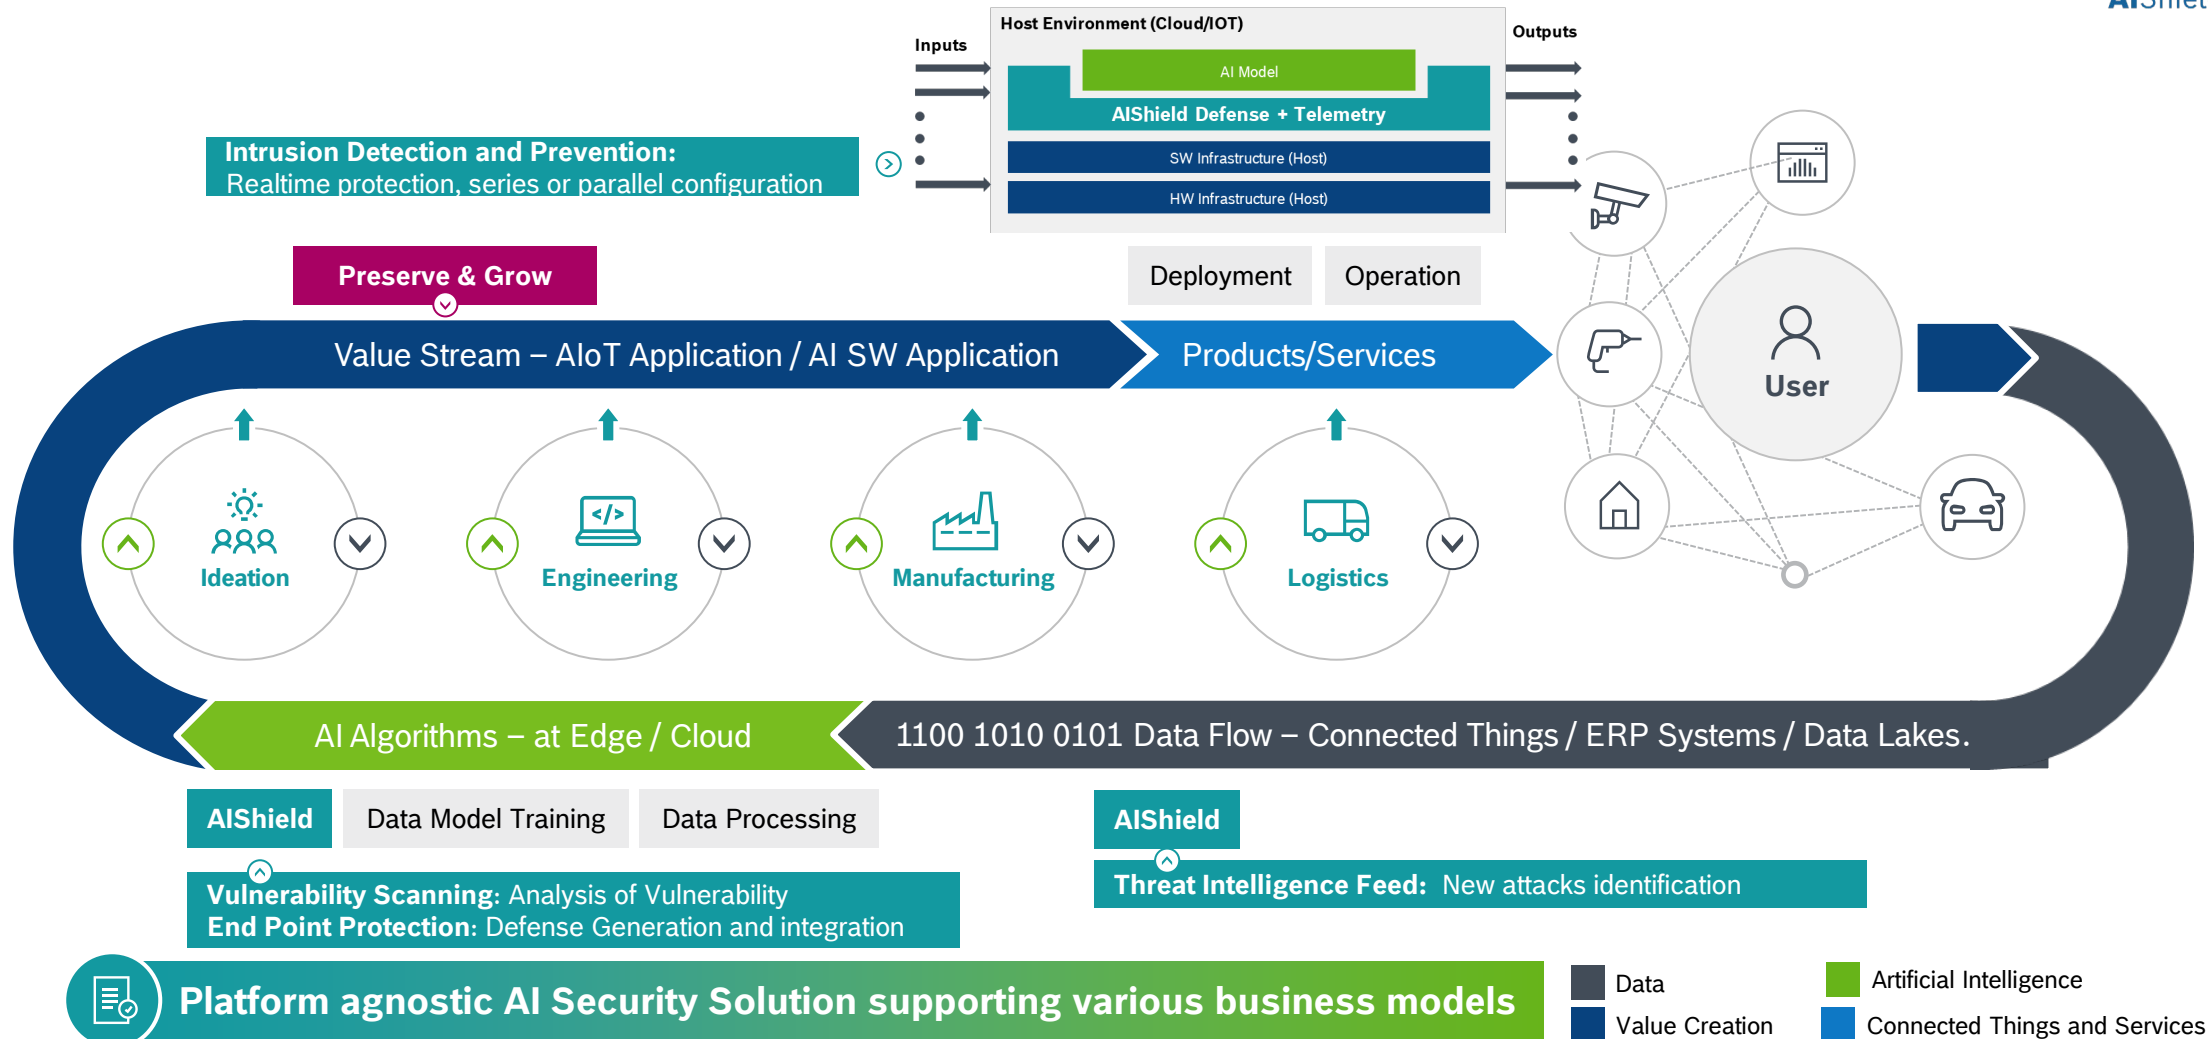 Host Environment (Cloud/IOT)
Inputs
Outputs
AI Model
AIShield Defense + Telemetry
SW Infrastructure (Host)
HW Infrastructure (Host)
Intrusion Detection and Prevention:
Realtime protection, series or parallel configuration
Preserve & Grow
Deployment
Operation
Value Stream – AIoT Application / AI SW Application
Products/Services
User
Ideation
Engineering
Manufacturing
Logistics
AI Algorithms – at Edge / Cloud
1100 1010 0101 Data Flow – Connected Things / ERP Systems / Data Lakes.
AIShield
Data Model Training
Data Processing
AIShield
Vulnerability Scanning: Analysis of Vulnerability
End Point Protection: Defense Generation and integration
Threat Intelligence Feed: New attacks identification
Platform agnostic AI Security Solution supporting various business models
Data
Artificial Intelligence
Value Creation
Connected Things and Services